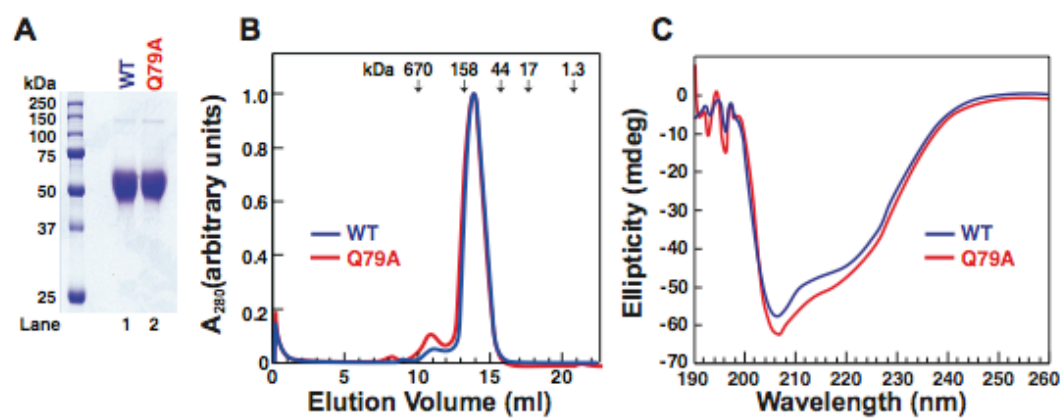 A
WT
Q79A
kDa
250
150
100
75
50
37
25
Lane 1 2
B
kDa 670 158 44 17 1.3
A280(arbitrary units)
1.0
0.8
0.6
0.4
0.2
0
WT
Q79A
0 5 10 15 20
Elution Volume (ml)
C
Ellipticity (mdeg)
0
-10
-20
-30
-40
-50
-60
-70
WT
Q79A
190 200 210 220 230 240 250 260
Wavelength (nm)